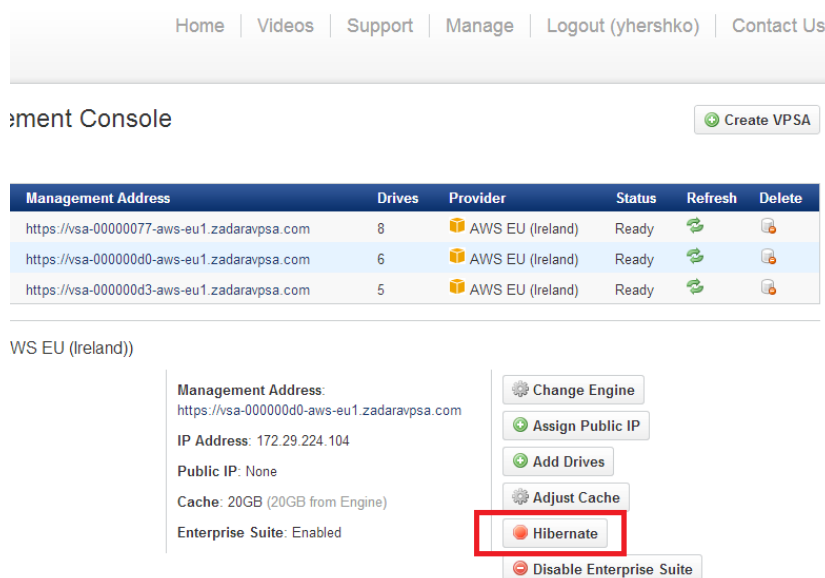 Home Videos Support Manage Logout (yhershko) Contact Us
ement Console
Create VPSA
Management Address Drives Provider Status Refresh Delete
https://vsa-00000077-aws-eu1.zadaravpsa.com 8 AWS EU (Ireland) Ready
https://vsa-000000d0-aws-eu1.zadaravpsa.com 6 AWS EU (Ireland) Ready
https://vsa-000000d3-aws-eu1.zadaravpsa.com 5 AWS EU (Ireland) Ready
WS EU (Ireland))
Management Address:
https://vsa-000000d0-aws-eu1.zadaravpsa.com
IP Address: 172.29.224.104
Public IP: None
Cache: 20GB (20GB from Engine)
Enterprise Suite: Enabled
Change Engine
Assign Public IP
Add Drives
Adjust Cache
Hibernate
Disable Enterprise Suite